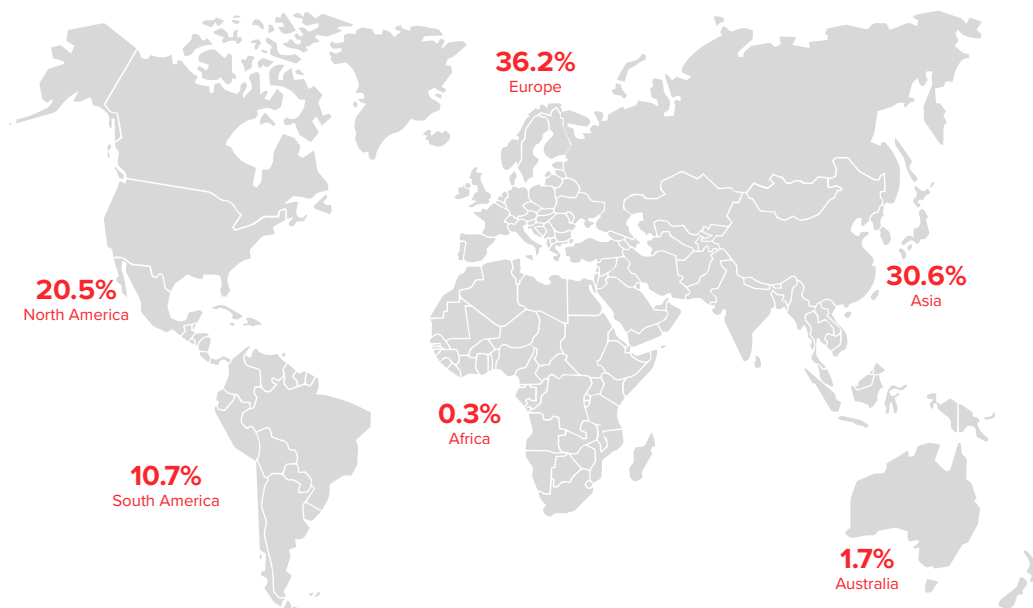 36.2%
Europe
20.5%
North America
30.6%
Asia
0.3%
Africa
10.7%
South America
1.7%
Australia